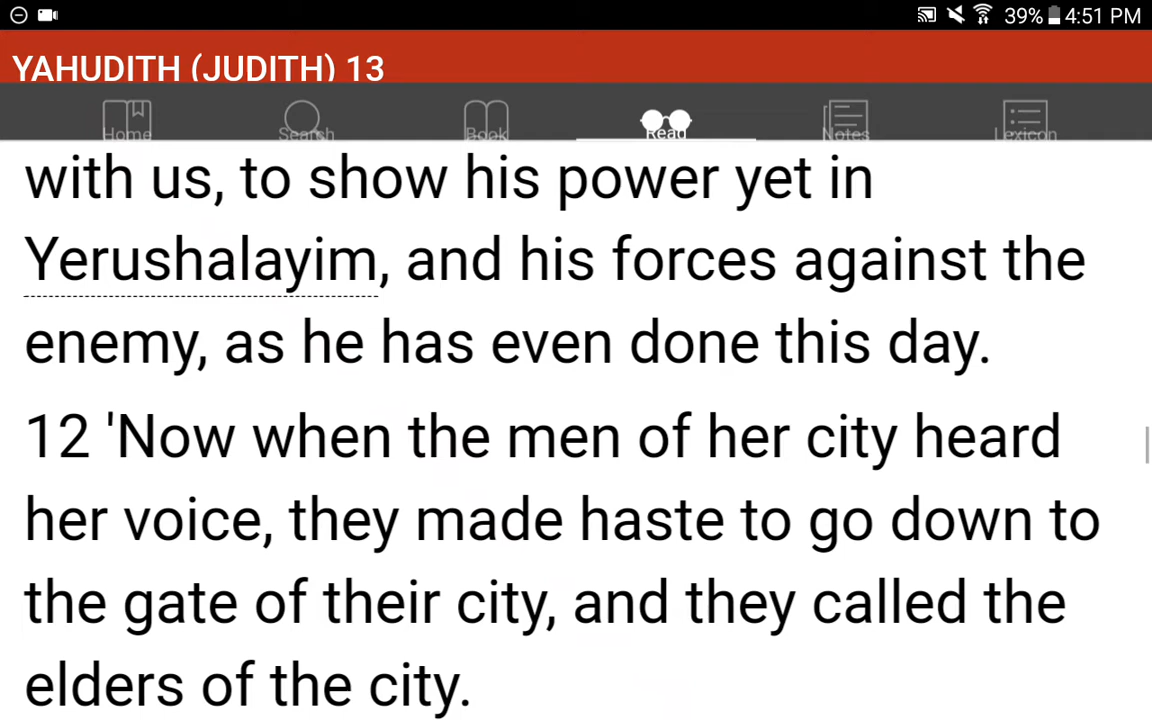 39% 4:51 PM
YAHUDITH (JUDITH) 13
Home Search Book Read Notes Lexicon
with us, to show his power yet in
Yerushalayim, and his forces against the
enemy, as he has even done this day.
12 'Now when the men of her city heard
her voice, they made haste to go down to
the gate of their city, and they called the
elders of the city.